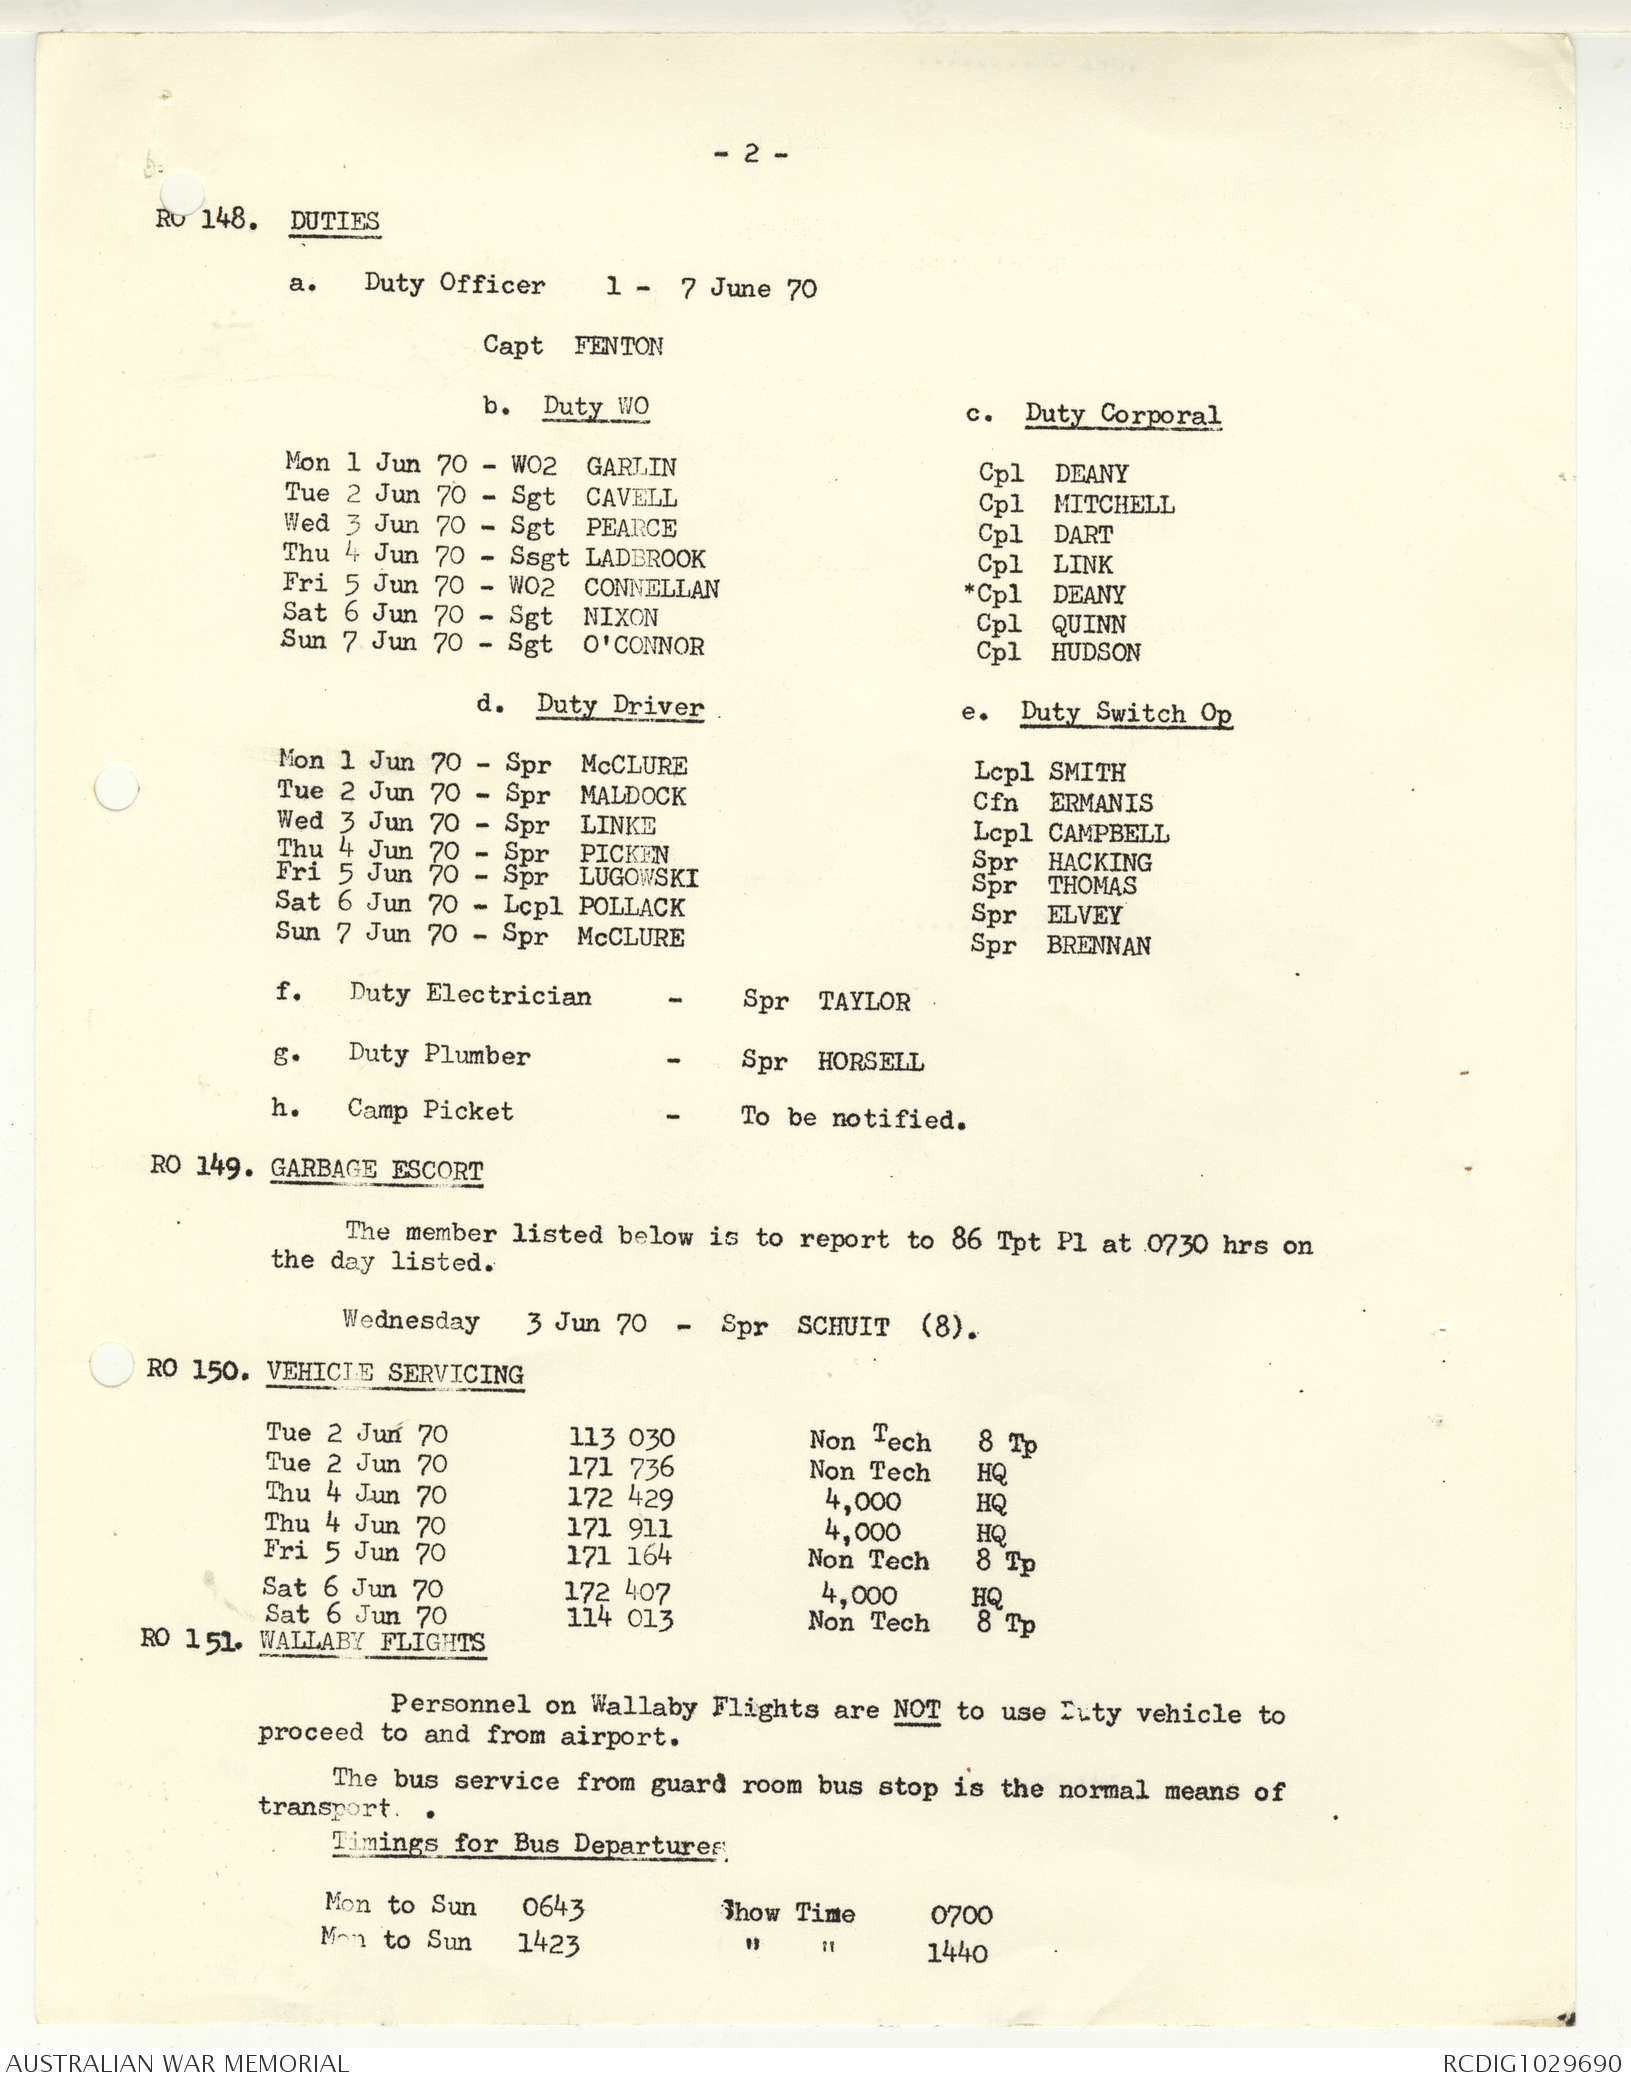 - 2 -
RO 148. DUTIES
a. Duty Officer 1 - 7 June 70
Capt FENTON
b. Duty WO c. Duty Corporal
Mon 1 Jun 70 - WO2 GARLIN Cpl DEANY
Tue 2 Jun 70 - Sgt CAVELL Cpl MITCHELL
Wed 3 Jun 70 - Sgt PEARCE Cpl DART
Thu 4 Jun 70 - Ssgt LADBROOK Cpl LINK
Fri 5 Jun 70 - WO2 CONNELLAN *Cpl DEANY
Sat 6 Jun 70 - Sgt NIXON Cpl QUINN
Sun 7 Jun 70 - Sgt O'CONNOR Cpl HUDSON
d. Duty Driver e. Duty Switch Op
Mon 1 Jun 70 - Spr McCLURE Lcpl SMITH
Tue 2 Jun 70 - Spr MALDOCK Cfn ERMANIS
Wed 3 Jun 70 - Spr LINKE Lcpl CAMPBELL
Thu 4 Jun 70 - Spr PICKEN Spr HACKING
Fri 5 Jun 70 - Spr LUGOWSKI Spr THOMAS
Sat 6 Jun 70 - Lcpl POLLACK Spr ELVEY
Sun 7 Jun 70 - Spr McCLURE Spr BRENNAN
f. Duty Electrician - Spr TAYLOR
g. Duty Plumber - Spr HORSELL
h. Camp Picket - To be notified.
RO 149. GARBAGE ESCORT
The member listed below is to report to 86 Tpt Pl at 0730 hrs on
the day listed.
Wednesday 3 Jun 70 - Spr SCHUIT (8).
RO 150. VEHICLE SERVICING
Tue 2 Jun 70 113 030 Non Tech 8 Tp
Tue 2 Jun 70 171 736 Non Tech HQ
Thu 4 Jun 70 172 429 4,000 HQ
Thu 4 Jun 70 171 911 4,000 HQ
Fri 5 Jun 70 171 164 Non Tech 8 Tp
Sat 6 Jun 70 172 407 4,000 HQ
Sat 6 Jun 70 114 013 Non Tech 8 Tp
RO 151. WALLABY FLIGHTS
Personnel on Wallaby Flights are NOT to use Duty vehicle to
proceed to and from airport.
The bus service from guard room bus stop is the normal means of
transport.
Timings for Bus Departures
Mon to Sun 0643 Show Time 0700
Mon to Sun 1423 " " 1440
AUSTRALIAN WAR MEMORIAL RCDIG1029690